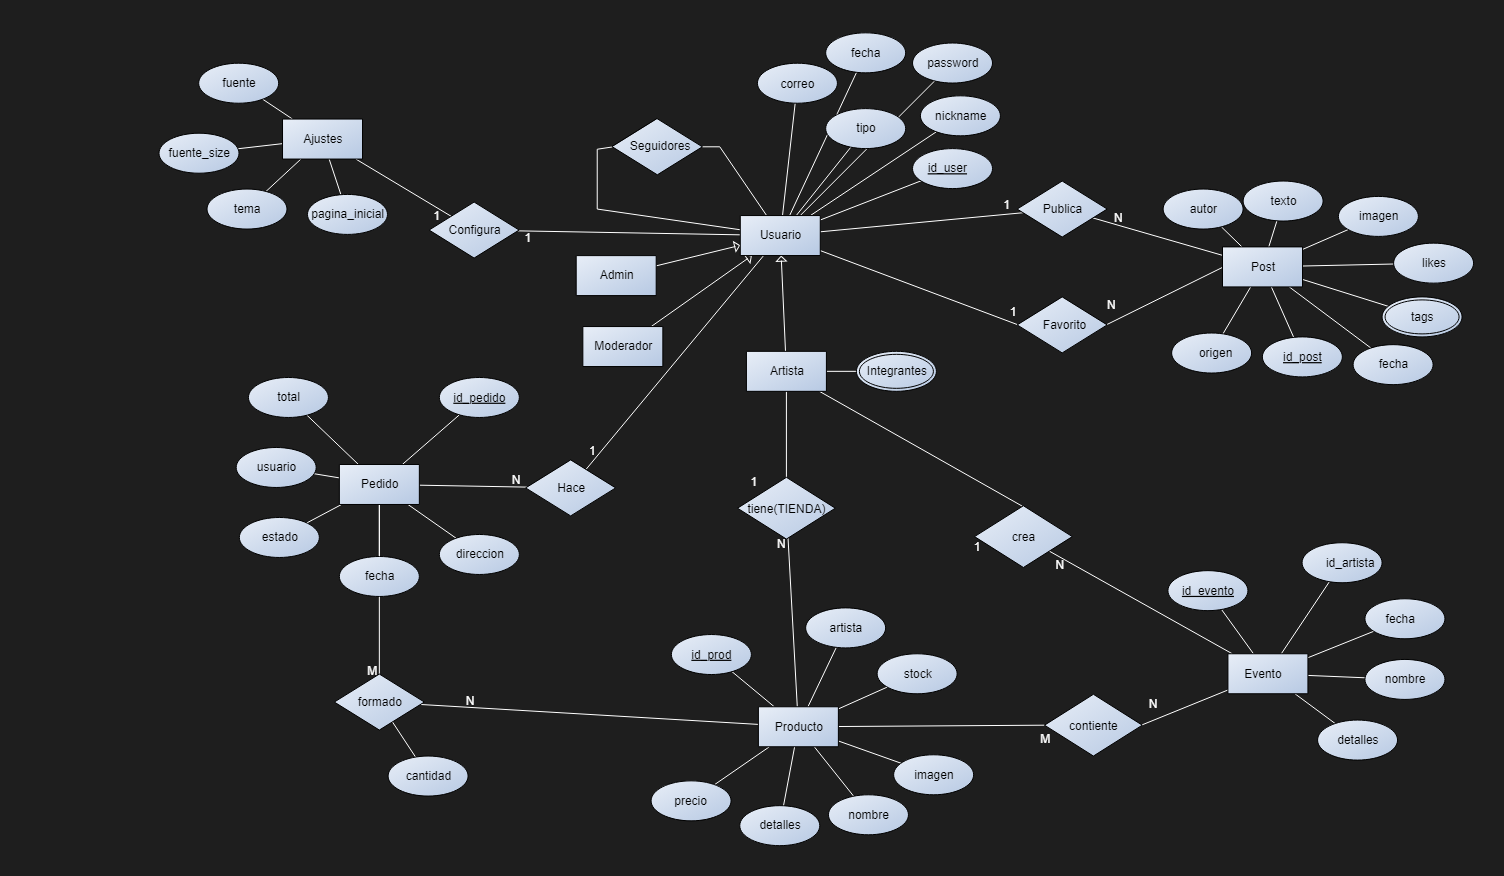 fecha
password
correo
fuente
nickname
tipo
Ajustes
Seguidores
fuente_size
id_user
tema
pagina_inicial
1
Configura
1
Usuario
1
Publica
N
autor
texto
imagen
Post
likes
Admin
1
Favorito
N
tags
Moderador
origen
id_post
fecha
Artista
Integrantes
total
id_pedido
usuario
Pedido
1
N
Hace
estado
direccion
1
tiene(TIENDA)
N
crea
1
N
fecha
id_artista
id_evento
fecha
artista
id_prod
stock
Evento
nombre
M
formado
N
Producto
M
contiente
N
detalles
cantidad
imagen
precio
nombre
detalles